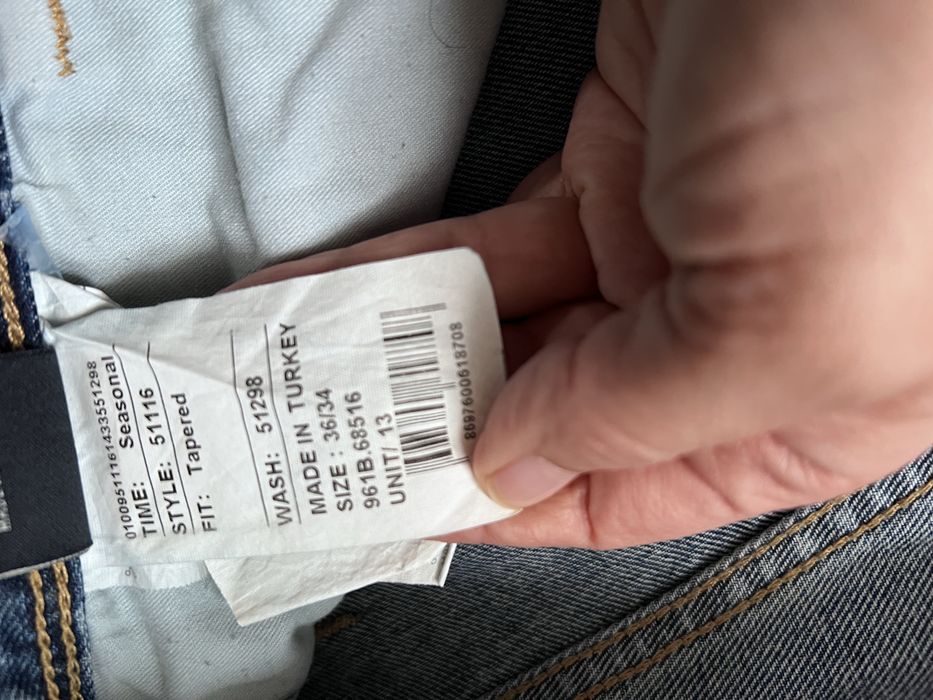 010095111614333551298
TIME: Seasonal
STYLE: 51116
FIT: Tapered
WASH: 51298
MADE IN TURKEY
SIZE : 36/34
961B.68516
UNIT/ 13
8697600618708